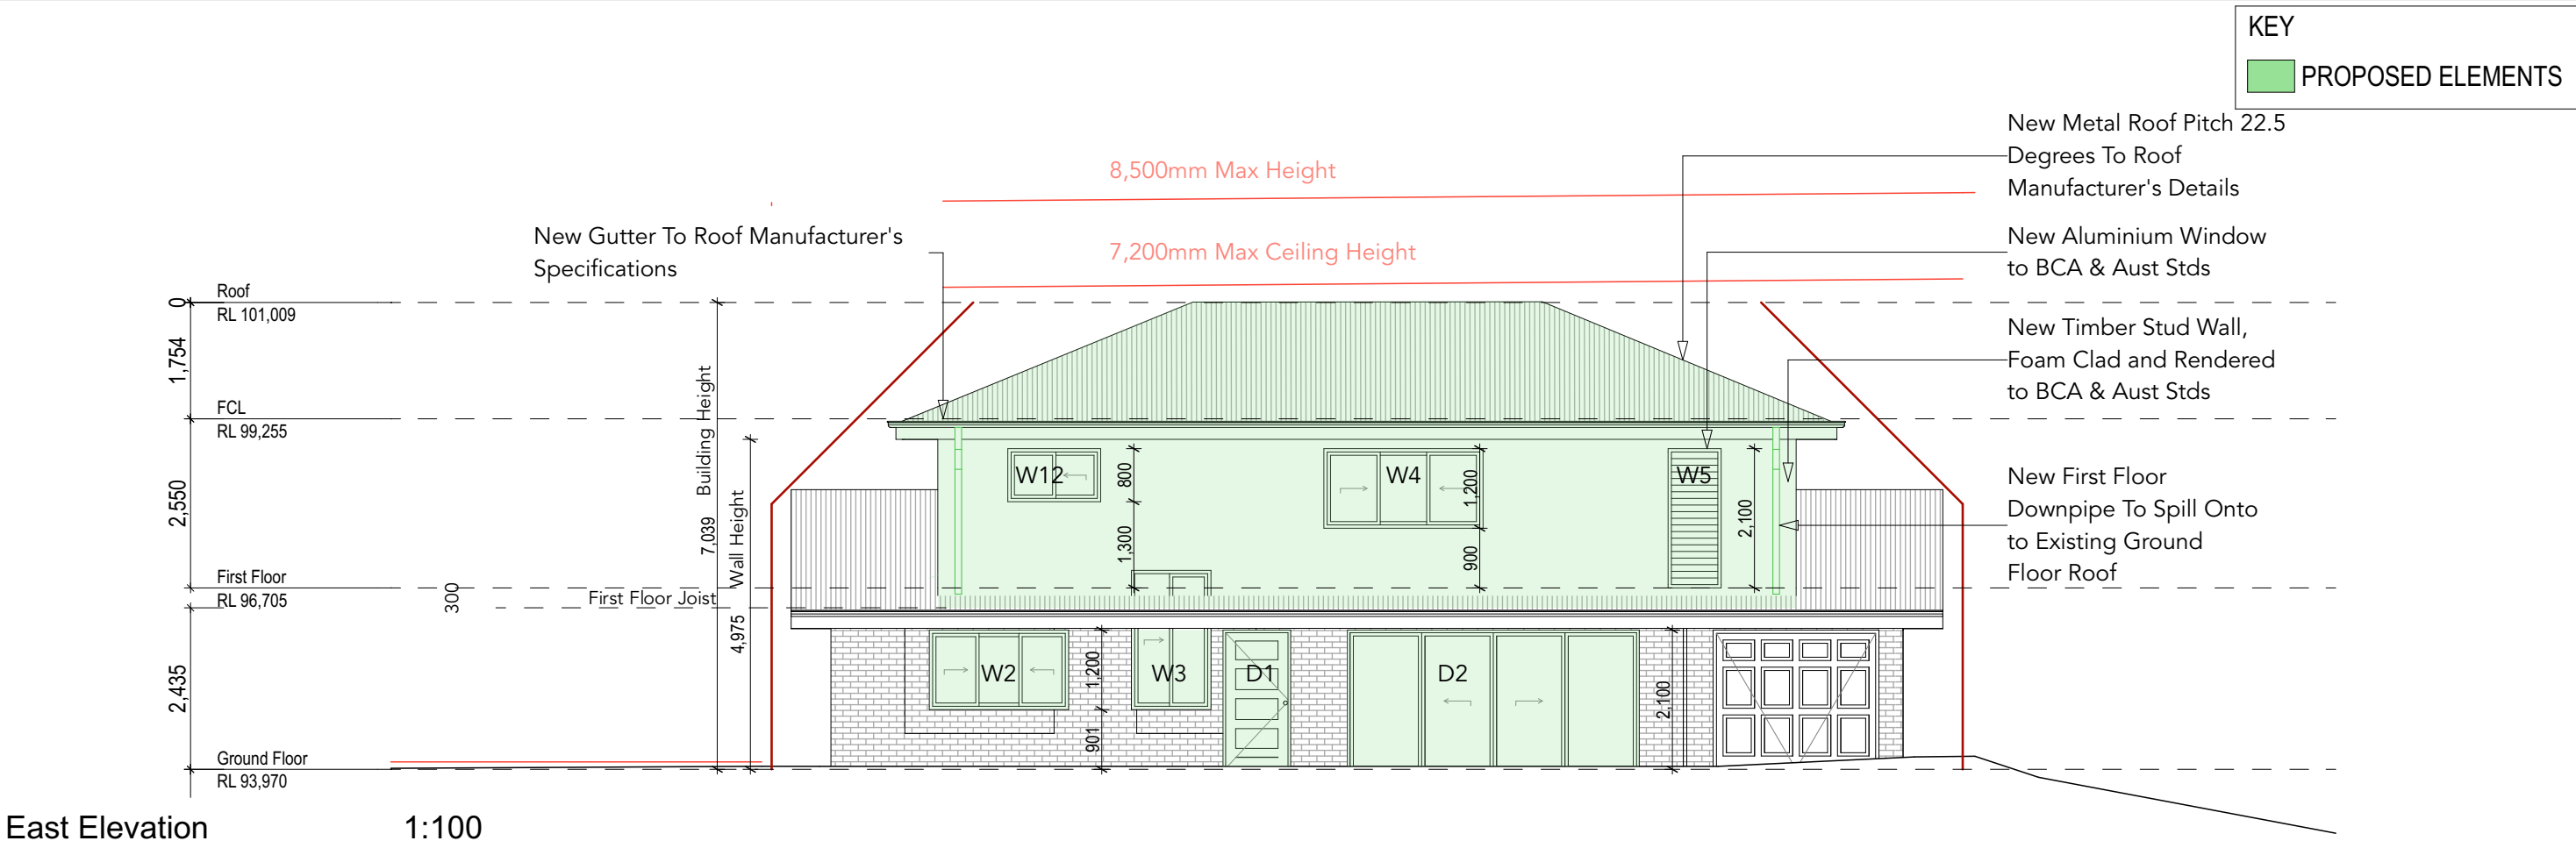 KEY
PROPOSED ELEMENTS
New Metal Roof Pitch 22.5
Degrees To Roof
Manufacturer's Details
8,500mm Max Height
New Gutter To Roof Manufacturer's
Specifications
7,200mm Max Ceiling Height
New Aluminium Window
to BCA & Aust Stds
New Timber Stud Wall,
Foam Clad and Rendered
to BCA & Aust Stds
New First Floor
Downpipe To Spill Onto
to Existing Ground
Floor Roof
0
Roof
RL 101,009
1,754
FCL
RL 99,255
2,550
First Floor
RL 96,705
300
First Floor Joist
2,435
Ground Floor
RL 93,970
7,039
Building Height
4,975
Wall Height
W12
800
1,300
W4
1,200
900
W5
2,100
W2
1,200
901
W3
D1
D2
2,100
East Elevation
1:100